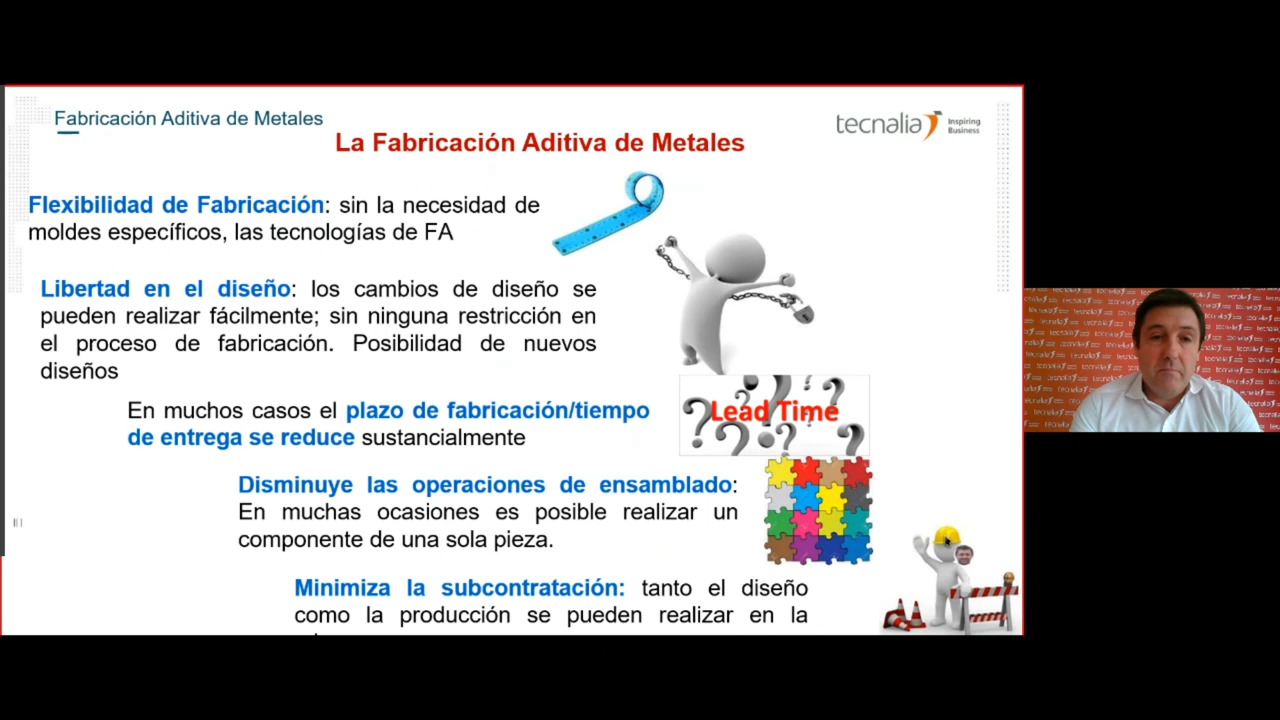 Fabricación Aditiva de Metales
tecnalia Inspiring Business
La Fabricación Aditiva de Metales
Flexibilidad de Fabricación: sin la necesidad de
moldes específicos, las tecnologías de FA
Libertad en el diseño: los cambios de diseño se
pueden realizar fácilmente; sin ninguna restricción en
el proceso de fabricación. Posibilidad de nuevos
diseños
En muchos casos el plazo de fabricación/tiempo
de entrega se reduce sustancialmente
Lead Time
Disminuye las operaciones de ensamblado:
En muchas ocasiones es posible realizar un
componente de una sola pieza.
Minimiza la subcontratación: tanto el diseño
como la producción se pueden realizar en la